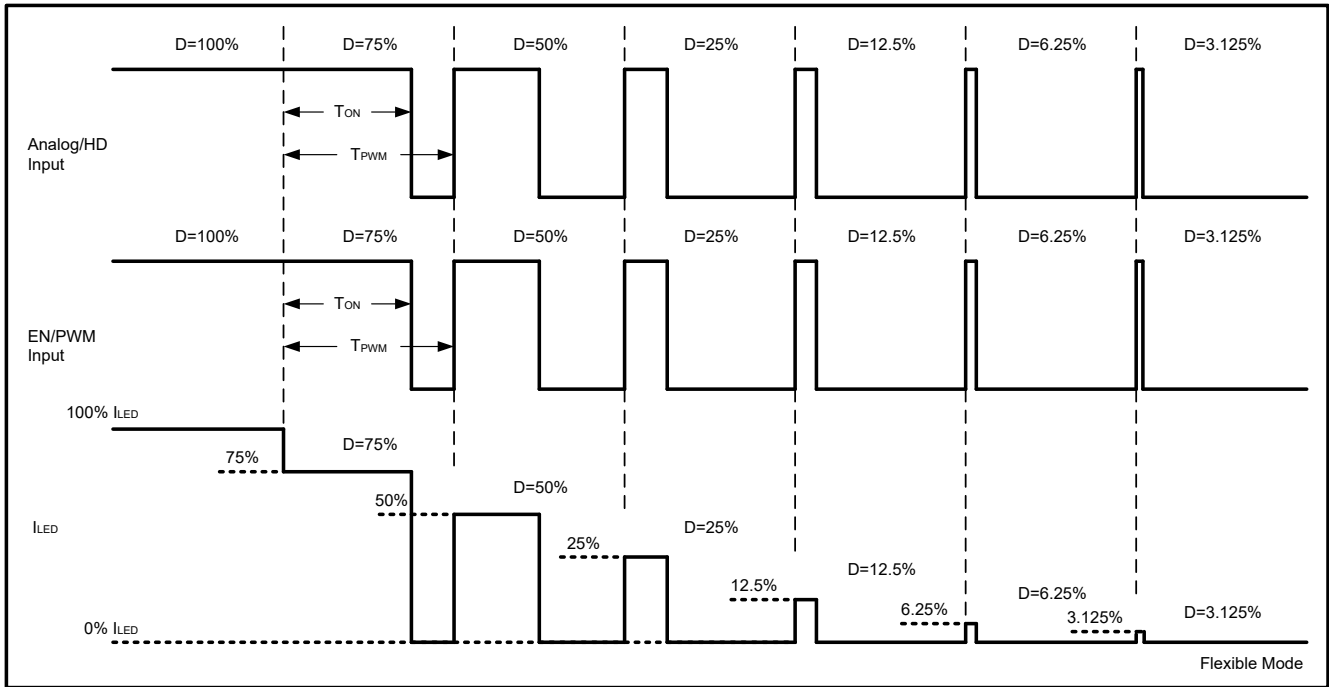 D=100% D=75% D=50% D=25% D=12.5% D=6.25% D=3.125%
TON
Analog/HD
Input
TPWM
D=100% D=75% D=50% D=25% D=12.5% D=6.25% D=3.125%
TON
EN/PWM
Input
TPWM
100% ILED
75%
D=75%
50%
D=50%
ILED
25%
D=25%
12.5%
D=12.5%
6.25%
D=6.25%
3.125%
D=3.125%
0% ILED
Flexible Mode